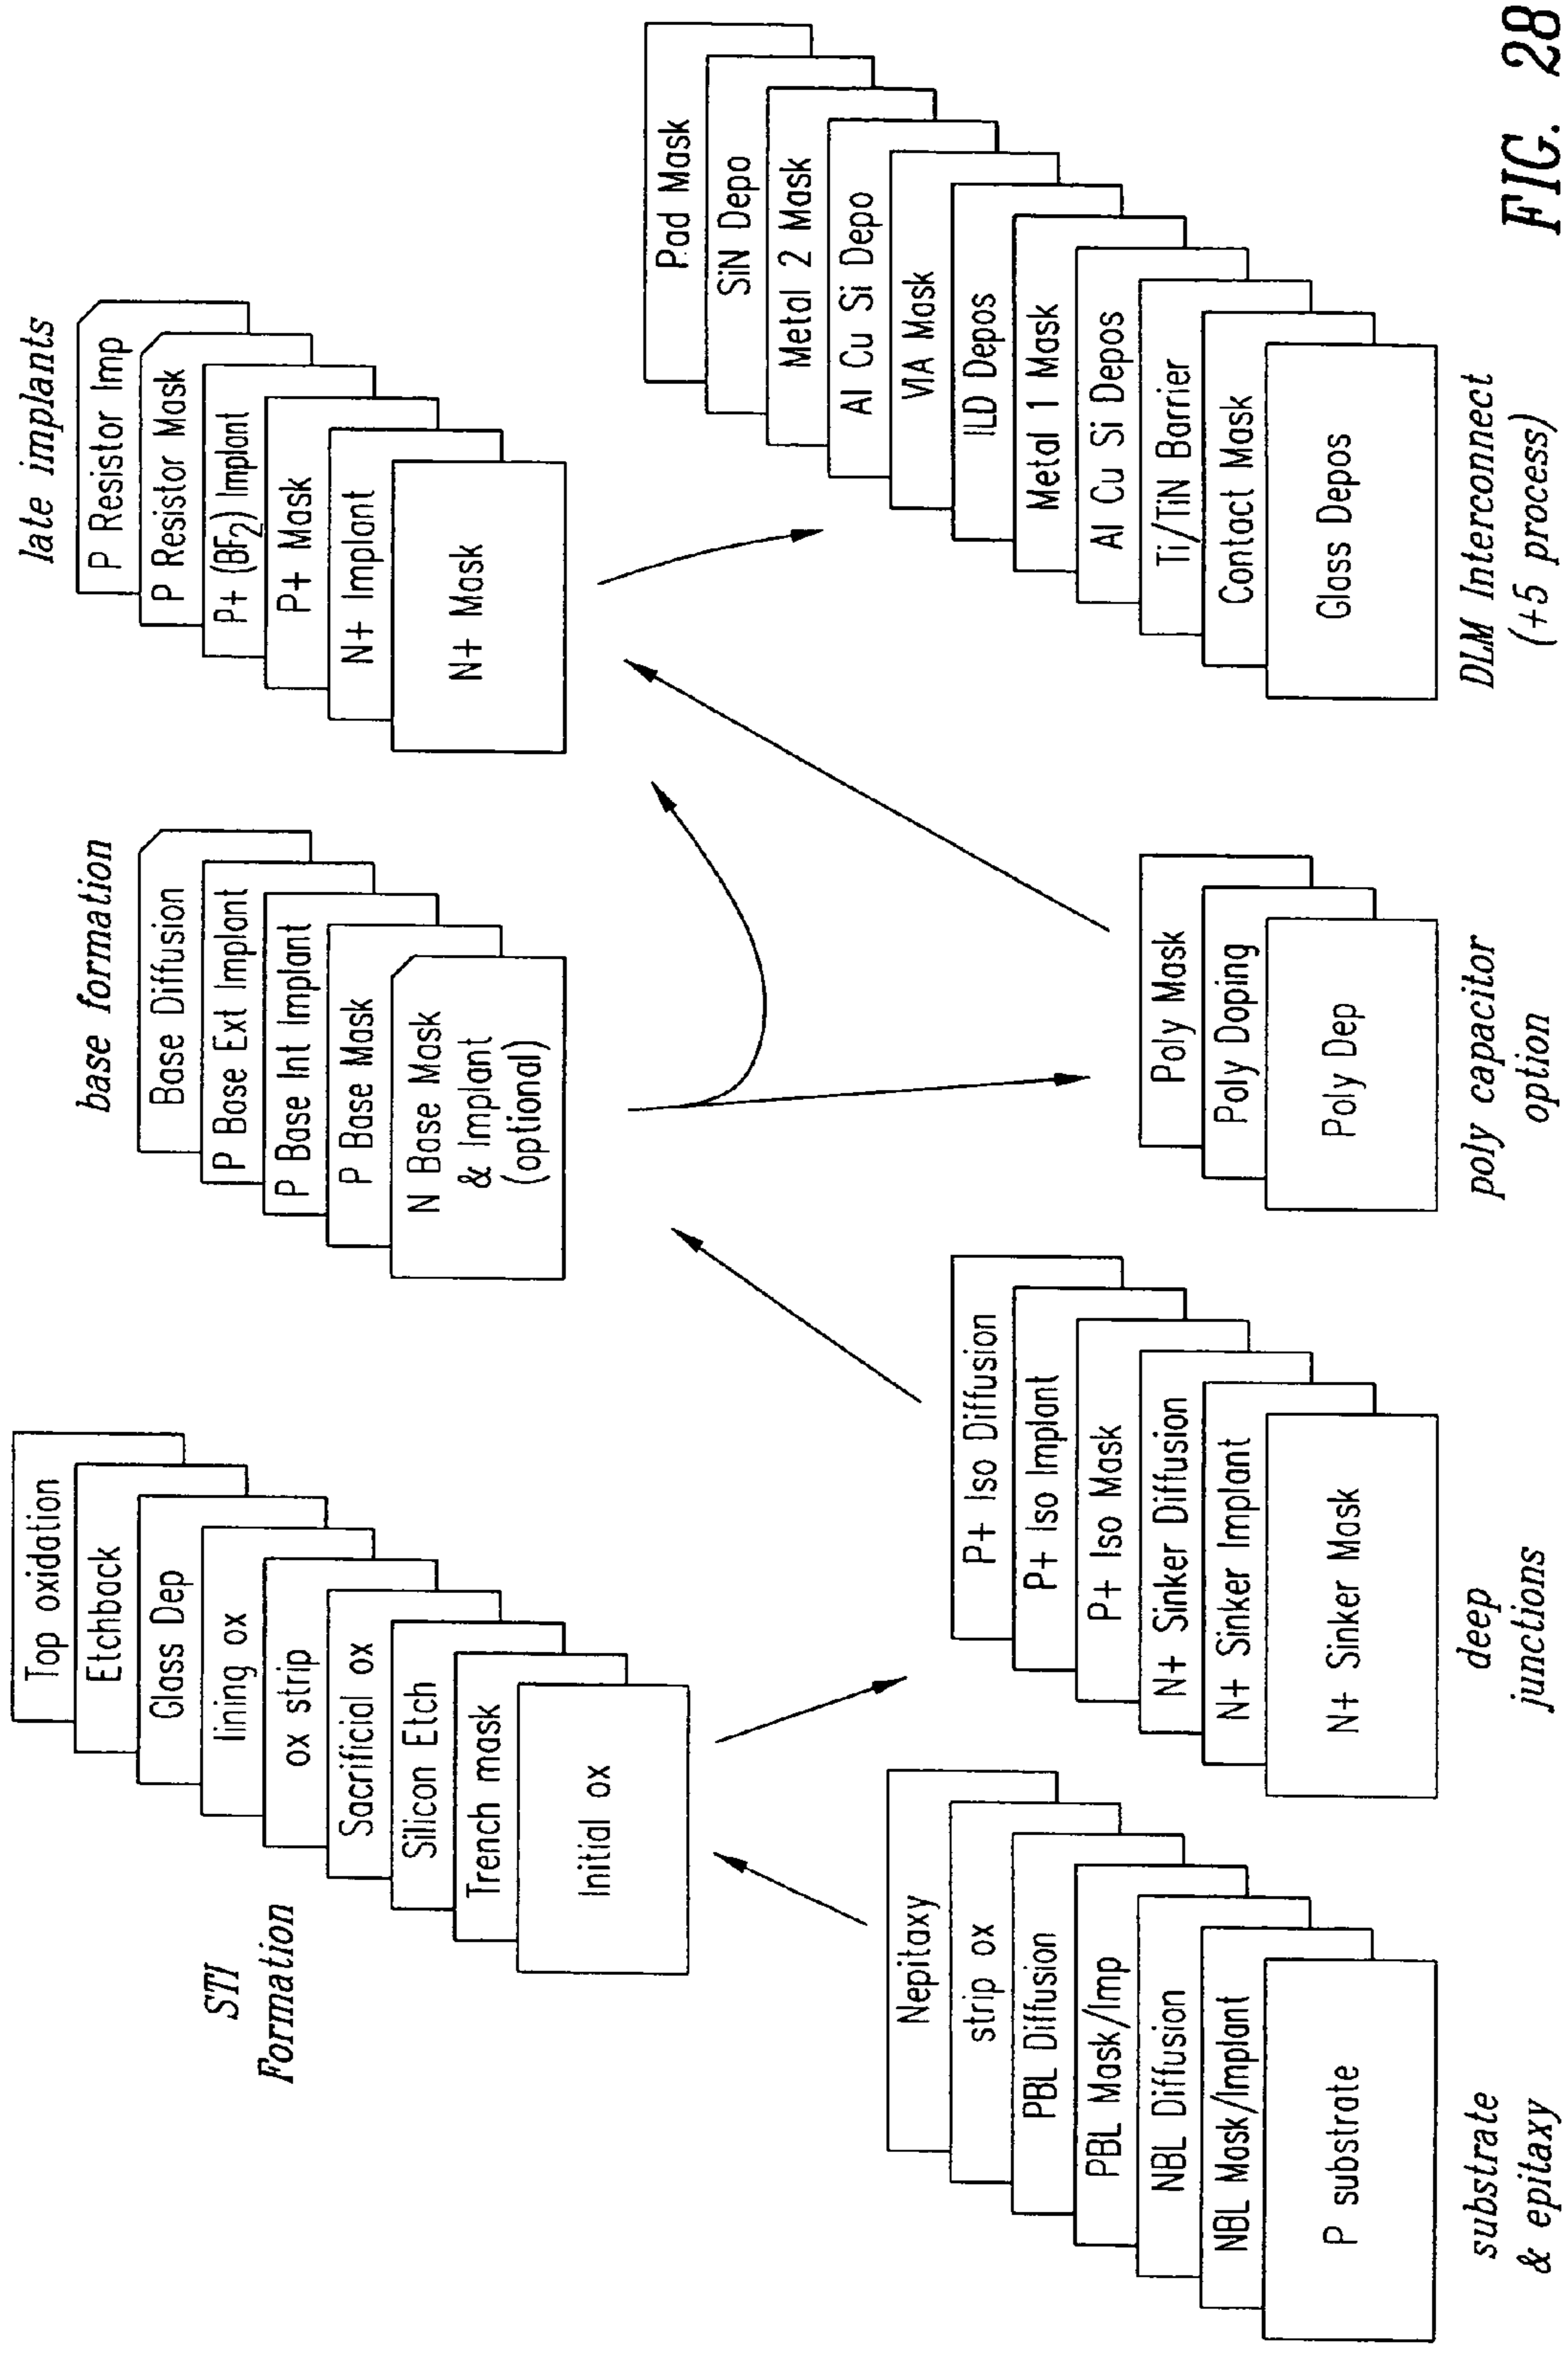 STI
Formation
Top oxidation
Etchback
Glass Dep
lining ox
ox strip
Sacrificial ox
Silicon Etch
Trench mask
Initial ox
base formation
Base Diffusion
P Base Ext Implant
P Base Int Implant
P Base Mask
N Base Mask
& Implant
(optional)
late implants
P Resistor Imp
P Resistor Mask
P+ (BF2) Implant
P+ Mask
N+ Implant
N+ Mask
Nepitaxy
strip ox
PBL Diffusion
PBL Mask/Imp
NBL Diffusion
NBL Mask/Implant
P substrate
substrate
& epitaxy
P+ Iso Diffusion
P+ Iso Implant
P+ Iso Mask
N+ Sinker Diffusion
N+ Sinker Implant
N+ Sinker Mask
deep
junctions
Poly Mask
Poly Doping
Poly Dep
poly capacitor
option
Pad Mask
SiN Depo
Metal 2 Mask
Al Cu Si Depo
VIA Mask
ILD Depos
Metal 1 Mask
Al Cu Si Depos
Ti/TiN Barrier
Contact Mask
Glass Depos
DLM Interconnect
(+5 process)
FIG. 28